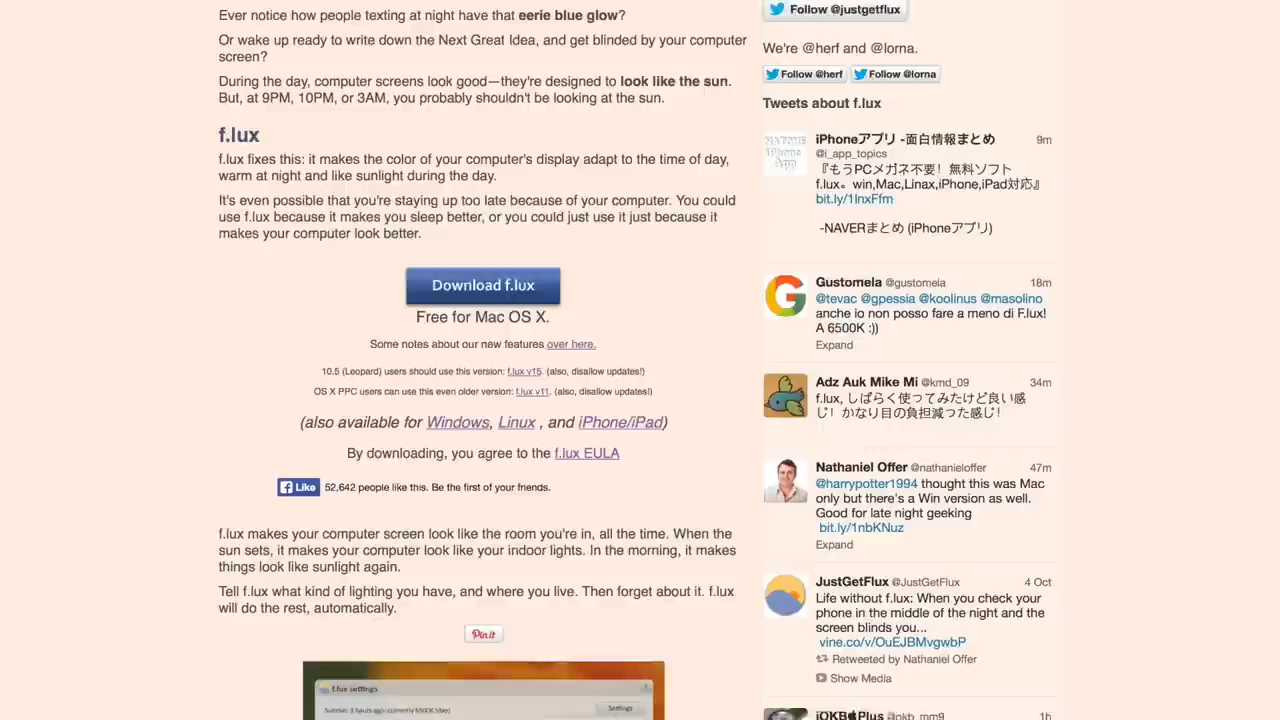 Ever notice how people texting at night have that eerie blue glow?
Or wake up ready to write down the Next Great Idea, and get blinded by your computer
screen?
During the day, computer screens look good—they're designed to look like the sun.
But, at 9PM, 10PM, or 3AM, you probably shouldn't be looking at the sun.
f.lux
f.lux fixes this: it makes the color of your computer's display adapt to the time of day,
warm at night and like sunlight during the day.
It's even possible that you're staying up too late because of your computer. You could
use f.lux because it makes you sleep better, or you could just use it just because it
makes your computer look better.
Download f.lux
Free for Mac OS X.
Some notes about our new features over here.
10.5 (Leopard) users should use this version: f.lux v15. (also, disallow updates!)
OS X PPC users can use this even older version: f.lux v11. (also, disallow updates!)
(also available for Windows, Linux , and iPhone/iPad)
By downloading, you agree to the f.lux EULA
Like 52,642 people like this. Be the first of your friends.
f.lux makes your computer screen look like the room you're in, all the time. When the
sun sets, it makes your computer look like your indoor lights. In the morning, it makes
things look like sunlight again.
Tell f.lux what kind of lighting you have, and where you live. Then forget about it. f.lux
will do the rest, automatically.
Pin it
f.lux settings
Settings
Follow @justgetflux
We're @herf and @lorna.
Follow @herf Follow @lorna
Tweets about f.lux
iPhoneアプリ -面白情報まとめ 9m
@i_app_topics
『もうPCメガネ不要！無料ソフト
f.lux。win,Mac,Linax,iPhone,iPad対応』
bit.ly/1lnxFfm
-NAVERまとめ (iPhoneアプリ)
Gustomela @gustomela 18m
@tevac @gpessia @koolinus @masolino
anche io non posso fare a meno di F.lux!
A 6500K :))
Expand
Adz Auk Mike Mi @kmd_09 34m
f.lux, しばらく使ってみたけど良い感
じ！かなり目の負担減った感じ！
Nathaniel Offer @nathanieloffer 47m
@harrypotter1994 thought this was Mac
only but there's a Win version as well.
Good for late night geeking
bit.ly/1nbKNuz
Expand
JustGetFlux @JustGetFlux 4 Oct
Life without f.lux: When you check your
phone in the middle of the night and the
screen blinds you...
vine.co/v/OuEJBMvgwbP
Retweeted by Nathaniel Offer
Show Media
1h